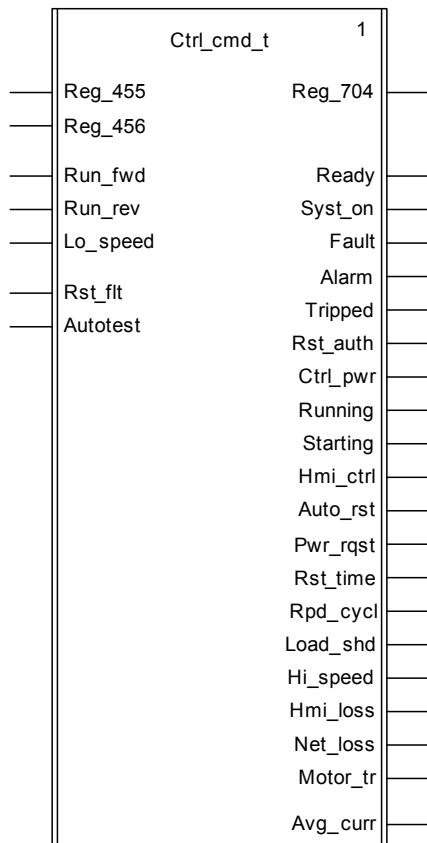 Ctrl_cmd_t 1
Reg_455 Reg_704
Reg_456
Run_fwd Ready
Run_rev Syst_on
Lo_speed Fault
Alarm
Rst_flt
Tripped
Autotest
Rst_auth
Ctrl_pwr
Running
Starting
Hmi_ctrl
Auto_rst
Pwr_rqst
Rst_time
Rpd_cycl
Load_shd
Hi_speed
Hmi_loss
Net_loss
Motor_tr
Avg_curr